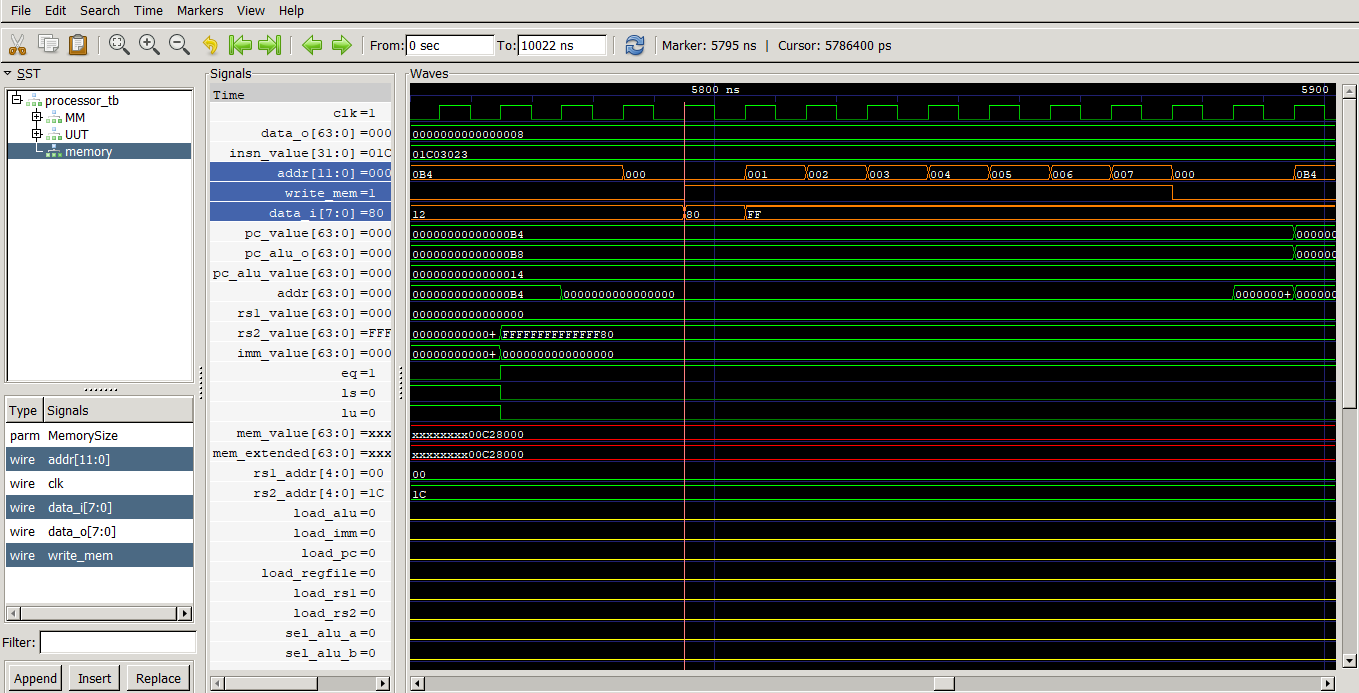 File Edit Search Time Markers View Help
From: 0 sec To: 10022 ns Marker: 5795 ns | Cursor: 5786400 ps
SST
processor_tb
MM
UUT
memory
Type Signals
parm MemorySize
wire addr[11:0]
wire clk
wire data_i[7:0]
wire data_o[7:0]
wire write_mem
Filter:
Append Insert Replace
Signals
Time
clk=1
data_o[63:0]=000
insn_value[31:0]=01C
addr[11:0]=000
write_mem=1
data_i[7:0]=80
pc_value[63:0]=000
pc_alu_o[63:0]=000
pc_alu_value[63:0]=000
addr[63:0]=000
rs1_value[63:0]=000
rs2_value[63:0]=FFF
imm_value[63:0]=000
eq=1
ls=0
lu=0
mem_value[63:0]=xxx
mem_extended[63:0]=xxx
rs1_addr[4:0]=00
rs2_addr[4:0]=1C
load_alu=0
load_imm=0
load_pc=0
load_regfile=0
load_rs1=0
load_rs2=0
sel_alu_a=0
sel_alu_b=0
Waves
5800 ns 5900
0000000000000008
01C03023
0B4 000 001 002 003 004 005 006 007 000 0B4
12 80 FF
00000000000000B4 000000
00000000000000B8 000000
0000000000000014
00000000000000B4 0000000000000000 0000000+ 000000
0000000000000000
00000000000+ FFFFFFFFFFFFFF80
00000000000+ 0000000000000000
xxxxxxxx00C28000
xxxxxxxx00C28000
00
1C